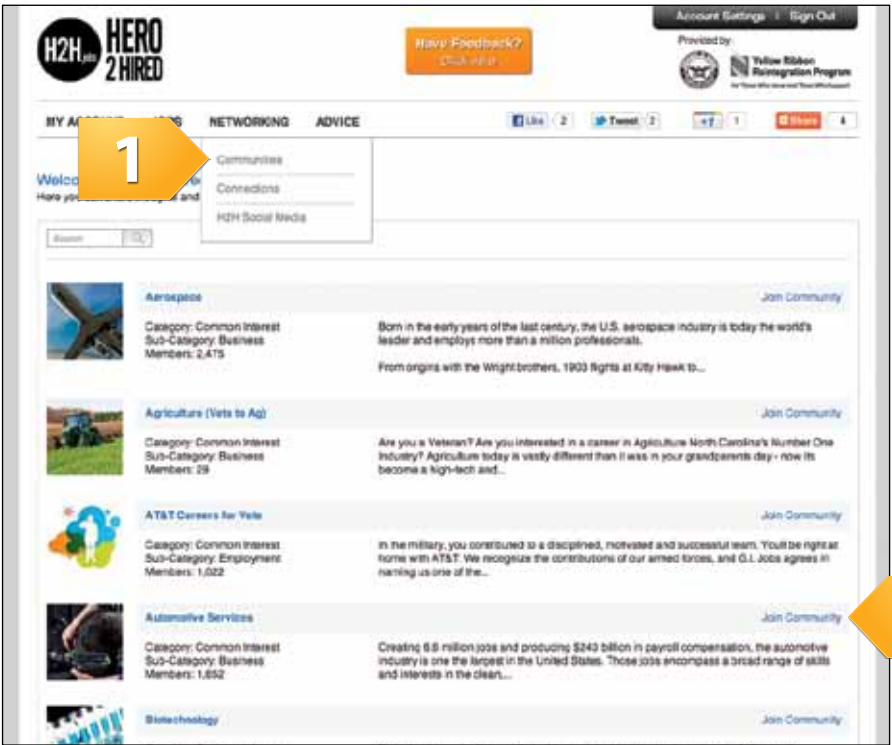 Account Settings | Sign Out
H2H.jobs HERO
2 HIRED
Have Feedback?
Click Here
Provided by:
Yellow Ribbon
Reintegration Program
For Those Who Serve and Those Who Support
MY NETWORKING ADVICE
Like 2 Tweet 2 +1 1 Share 4
1
Communities
Connections
H2H Social Media
Here you and
Search
Aerospace Join Community
Category: Common Interest
Sub-Category: Business
Members: 2,475
Born in the early years of the last century, the U.S. aerospace industry is today the world's
leader and employs more than a million professionals.
From origins with the Wright brothers, 1903 flights at Kitty Hawk to...
Agriculture (Vets to Ag) Join Community
Category: Common Interest
Sub-Category: Business
Members: 29
Are you a Veteran? Are you interested in a career in Agriculture North Carolina's Number One
Industry? Agriculture today is vastly different than it was in your grandparents day - now its
become a high-tech and...
AT&T Careers for Vets Join Community
Category: Common Interest
Sub-Category: Employment
Members: 1,022
In the military, you contributed to a disciplined, motivated and successful team. You'll be right at
home with AT&T. We recognize the contributions of our armed forces, and G.I. Jobs agrees in
naming us one of the...
Automotive Services Join Community
Category: Common Interest
Sub-Category: Business
Members: 1,652
Creating 6.6 million jobs and producing $243 billion in payroll compensation, the automotive
industry is one the largest in the United States. Those jobs encompass a broad range of skills
and interests in the clean,...
Biotechnology Join Community